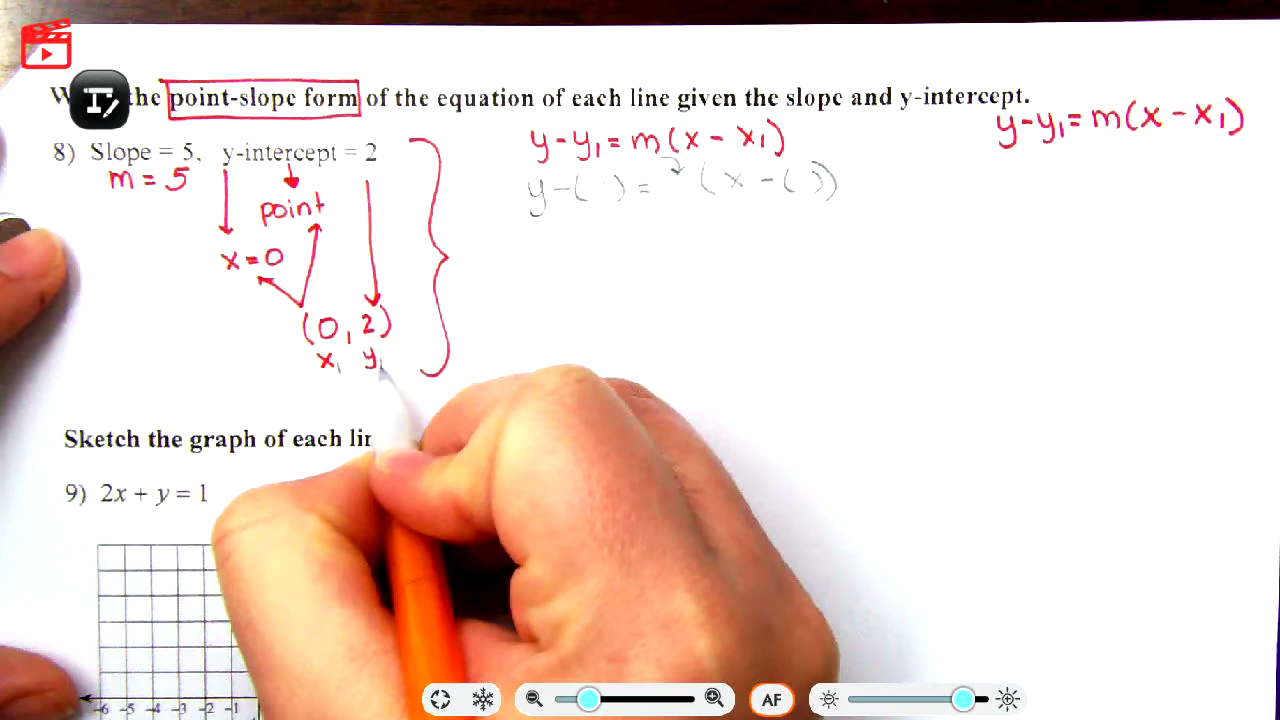 the point-slope form of the equation of each line given the slope and y-intercept.
y-y₁=m(x-x₁)
8) Slope = 5, y-intercept = 2
y-y₁=m(x-x₁)
m=5
y-( )= (x-( ))
point
x=0
(0,2)
x₁ y₁
Sketch the graph of each
9) 2x + y = 1
-6 -5 -4 -3 -2 -1
AF